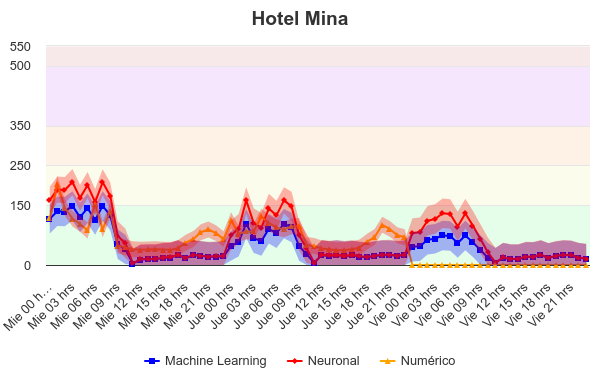 Hotel Mina
550
500
350
250
150
0
Mie 00 h...
Mie 03 hrs
Mie 06 hrs
Mie 09 hrs
Mie 12 hrs
Mie 15 hrs
Mie 18 hrs
Mie 21 hrs
Jue 00 hrs
Jue 03 hrs
Jue 06 hrs
Jue 09 hrs
Jue 12 hrs
Jue 15 hrs
Jue 18 hrs
Jue 21 hrs
Vie 00 hrs
Vie 03 hrs
Vie 06 hrs
Vie 09 hrs
Vie 12 hrs
Vie 15 hrs
Vie 18 hrs
Vie 21 hrs
Machine Learning Neuronal Numérico